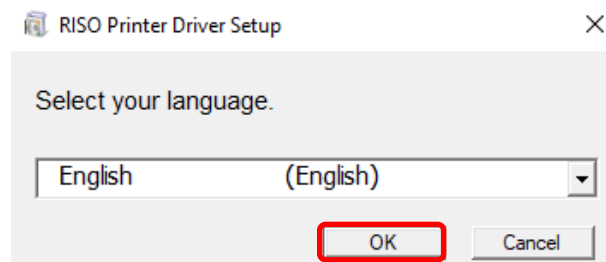 RISO Printer Driver Setup
Select your language.
English (English)
OK Cancel